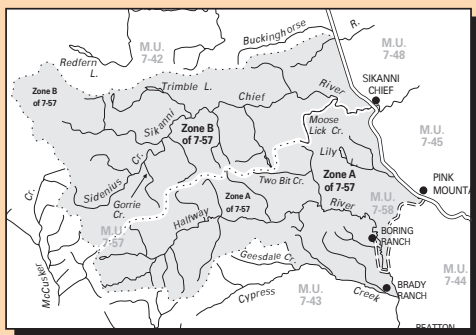 Buckinghorse R.
M.U.
7-48
M.U.
7-42
Redfern
L.
SIKANNI
CHIEF
Zone B
of 7-57
Trimble L.
Chief
River
Sikanni
Zone B
of 7-57
Moose
Lick Cr.
M.U.
7-45
Lily
L.
Cr.
Sidenius
Two Bit Cr.
Zone A
of 7-57
PINK
MOUNTA
Cr.
Gorrie
Cr.
Zone A
of 7-57
M.U.
7-58
Halfway
River
M.U.
7-57
BORING
RANCH
McCusker
Geesdale Cr.
M.U.
7-44
Cypress
M.U.
7-43
Creek
BRADY
RANCH
BEATTON